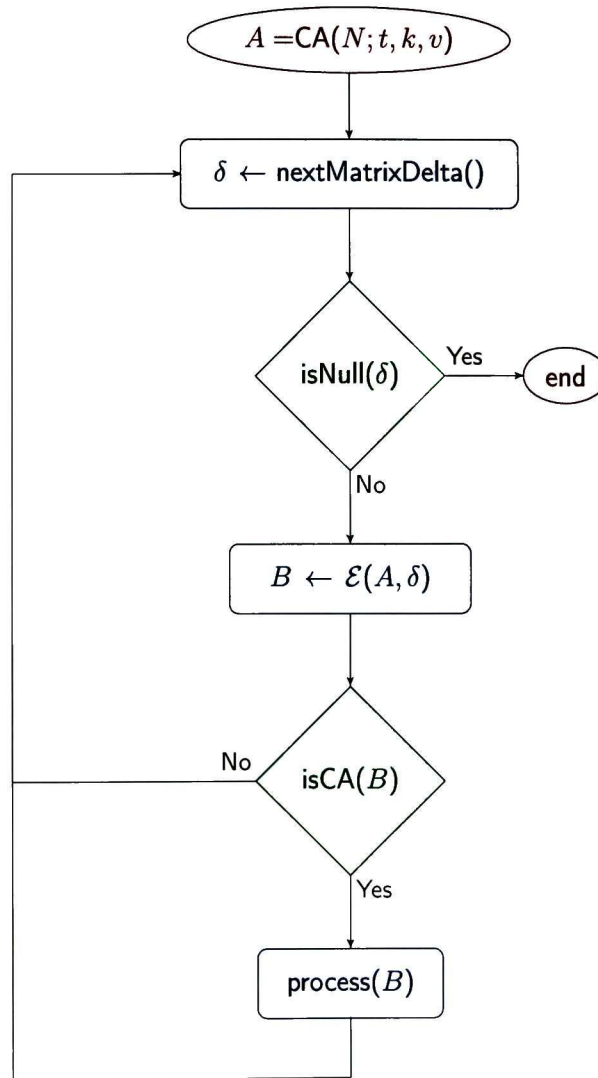 A =CA(N; t, k, v)
δ ← nextMatrixDelta()
isNull(δ)
Yes
end
No
B ← ℰ(A, δ)
No
isCA(B)
Yes
process(B)